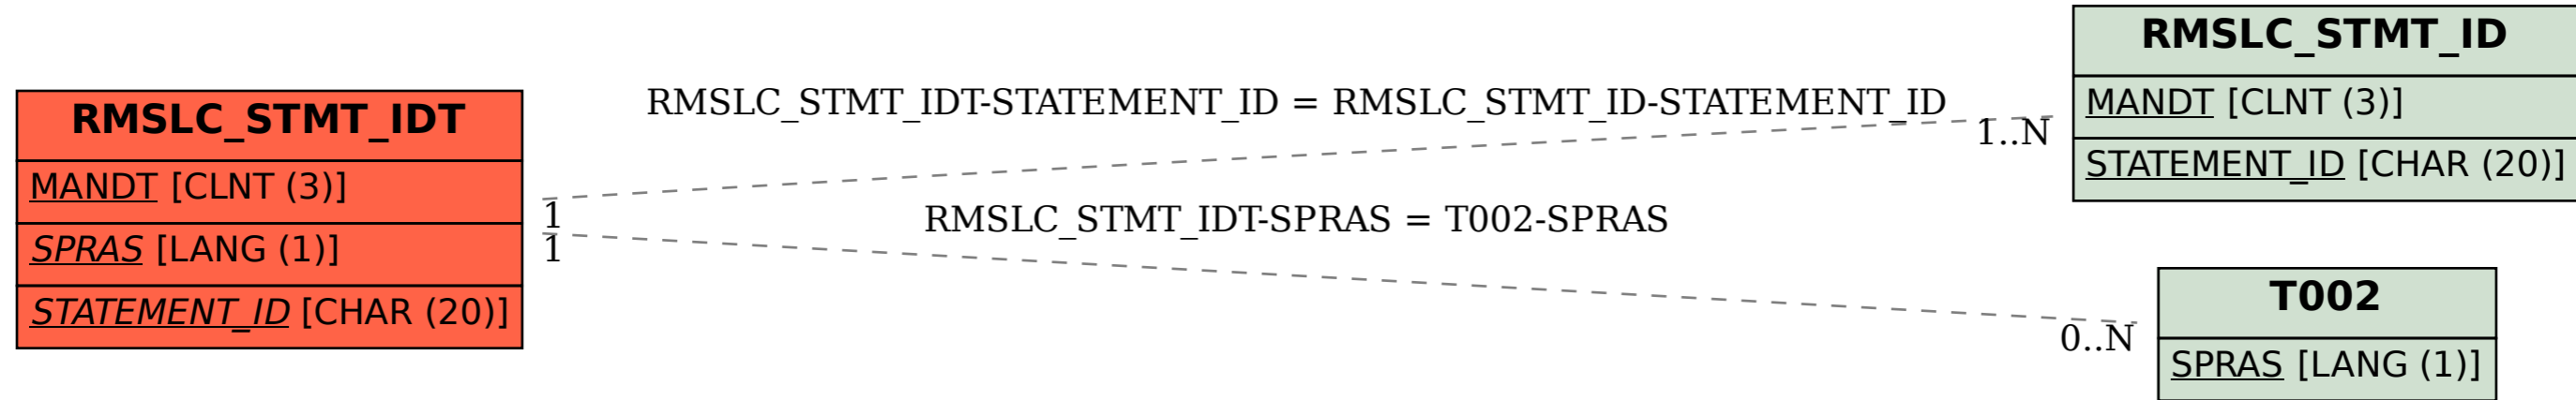 RMSLC_STMT_IDT
MANDT [CLNT (3)]
SPRAS [LANG (1)]
STATEMENT_ID [CHAR (20)]
RMSLC_STMT_IDT-STATEMENT_ID = RMSLC_STMT_ID-STATEMENT_ID
1..N
1
1
RMSLC_STMT_IDT-SPRAS = T002-SPRAS
0..N
RMSLC_STMT_ID
MANDT [CLNT (3)]
STATEMENT_ID [CHAR (20)]
T002
SPRAS [LANG (1)]